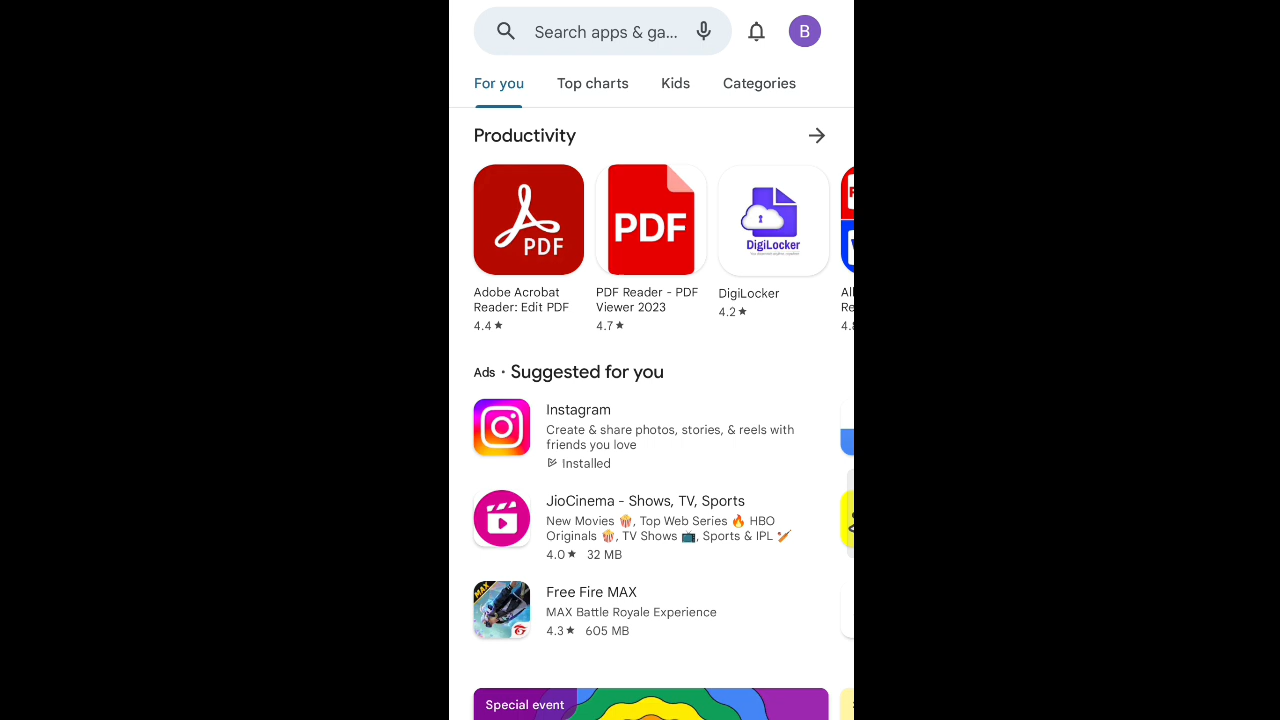 Search apps & ga...
B
For you
Top charts
Kids
Categories
Productivity
PDF
PDF
DigiLocker
Adobe Acrobat
Reader: Edit PDF
4.4★
PDF Reader - PDF
Viewer 2023
4.7★
DigiLocker
4.2★
Ads · Suggested for you
Instagram
Create & share photos, stories, & reels with
friends you love
Installed
JioCinema - Shows, TV, Sports
New Movies 🍿, Top Web Series 🔥 HBO
Originals 🍿, TV Shows 📺, Sports & IPL 🏏
4.0★ 32 MB
MAX
Free Fire MAX
MAX Battle Royale Experience
4.3★ 605 MB
Special event